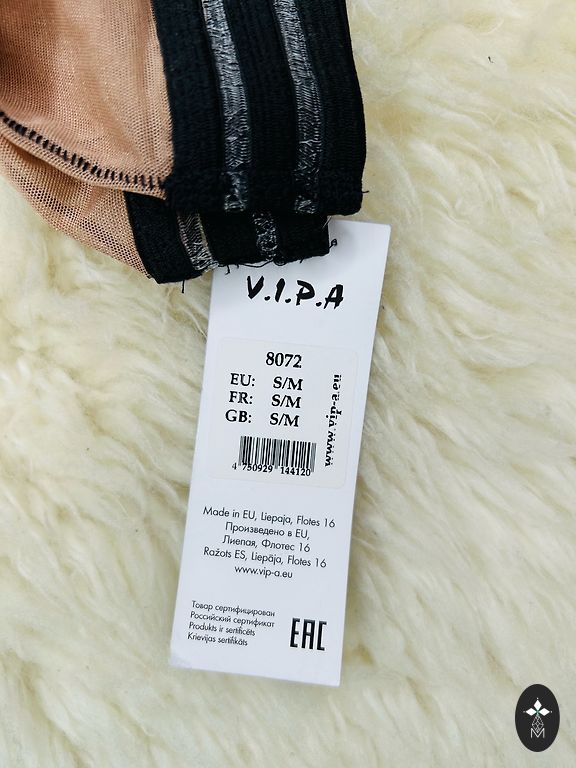 V.I.P.A
8072
EU: S/M
FR: S/M
GB: S/M
www.vip-a.eu
4 750929 144120
Made in EU, Liepaja, Flotes 16
Произведено в EU,
Лиепая, Флотес 16
Ražots ES, Liepāja, Flotes 16
www.vip-a.eu
Товар сертифицирован
Российский сертификат
Produkts ir sertificēts
Krievijas sertifikāts
EAC
M